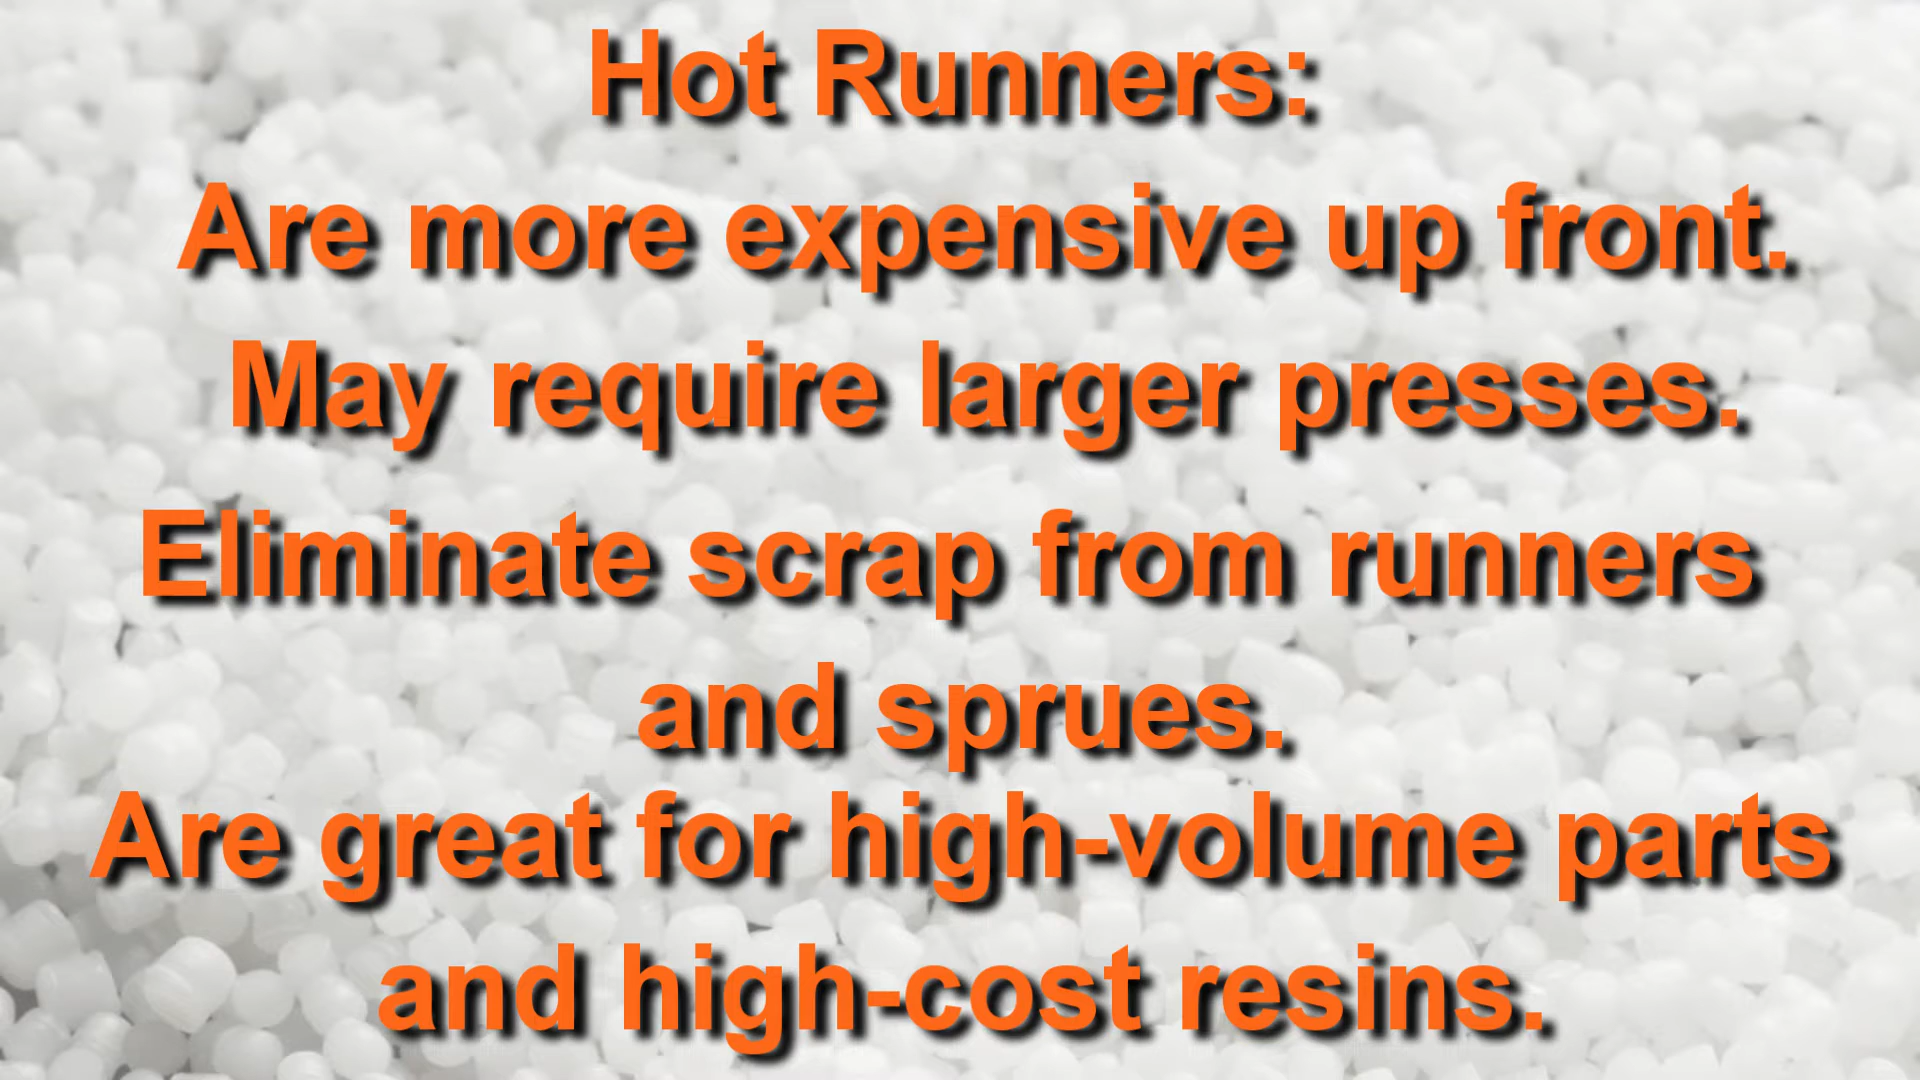 Hot Runners:
Are more expensive up front.
May require larger presses.
Eliminate scrap from runners
and sprues.
Are great for high-volume parts
and high-cost resins.